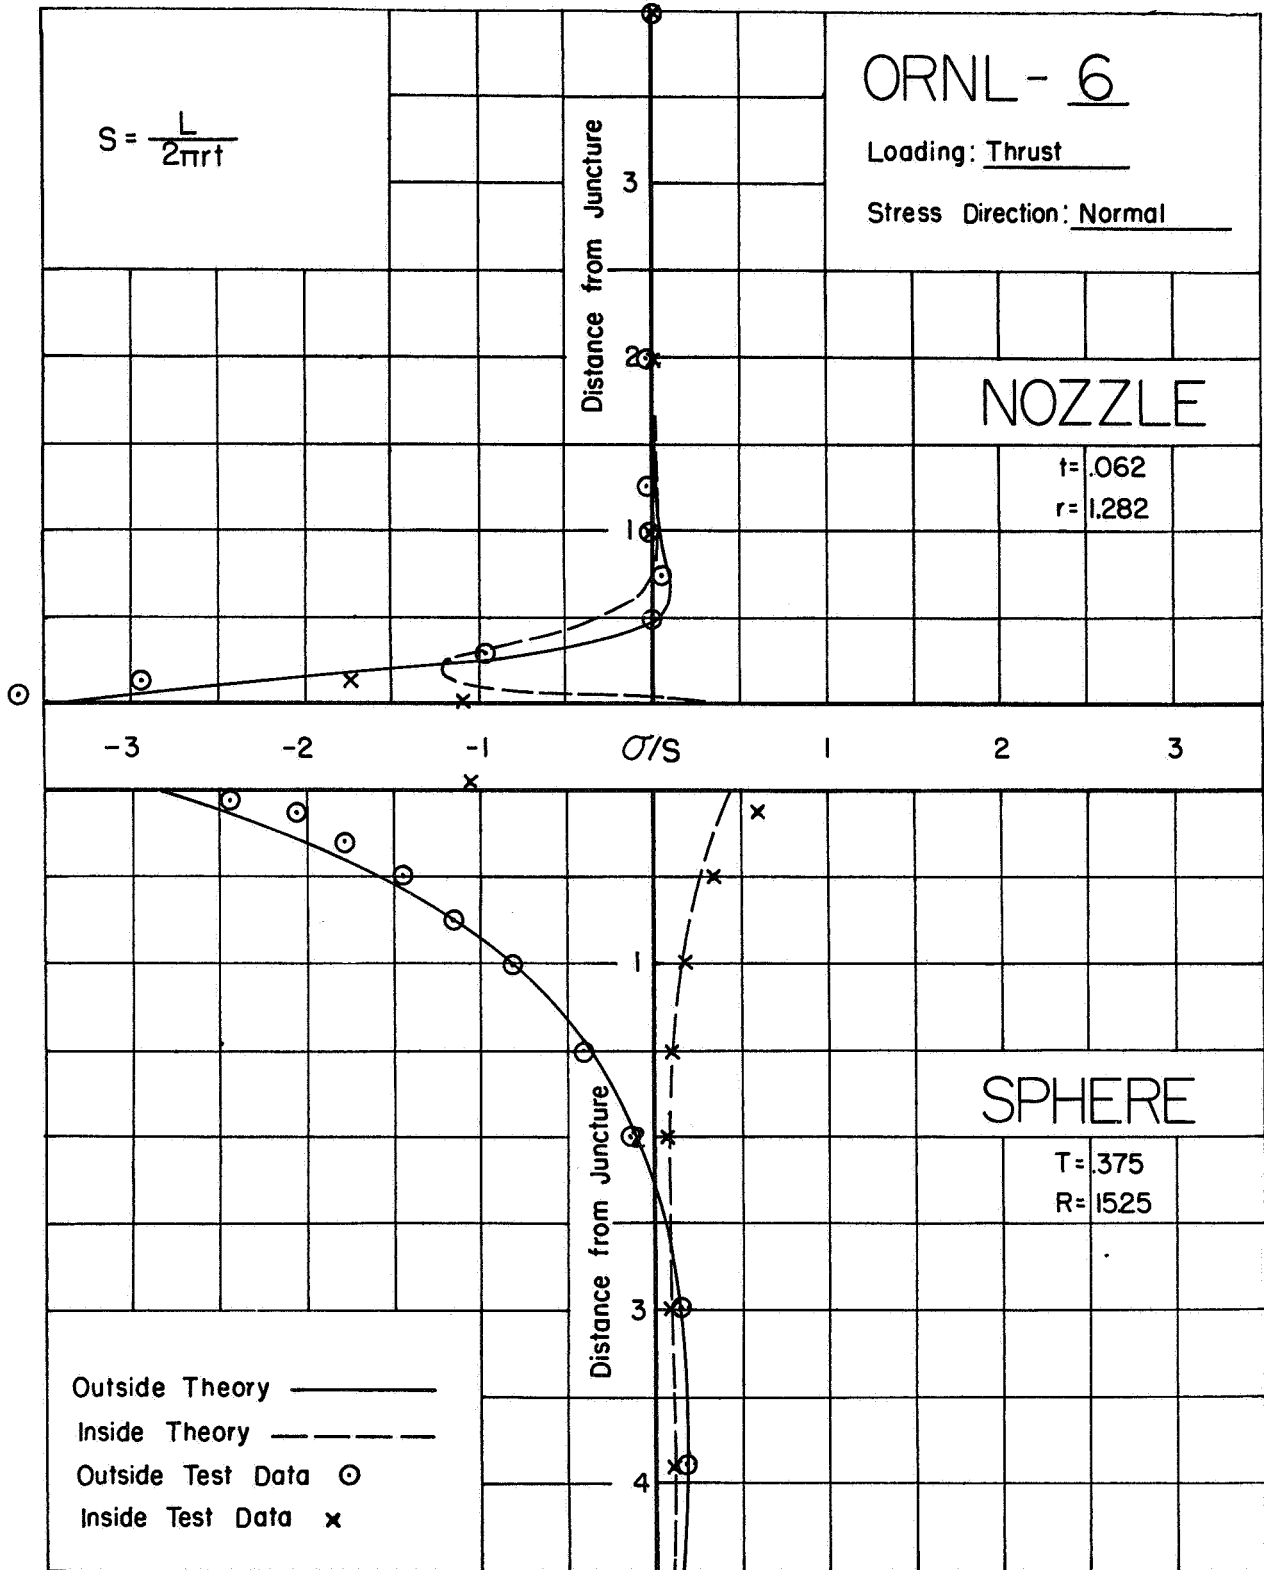 ORNL - 6
Loading: Thrust
Stress Direction: Normal
S = L
2πrt
Distance from Juncture
3
2
1
NOZZLE
t= .062
r= 1.282
-3 -2 -1 σ/S 1 2 3
1
2
3
4
Distance from Juncture
SPHERE
T= .375
R= 15.25
Outside Theory
Inside Theory
Outside Test Data ⊙
Inside Test Data x